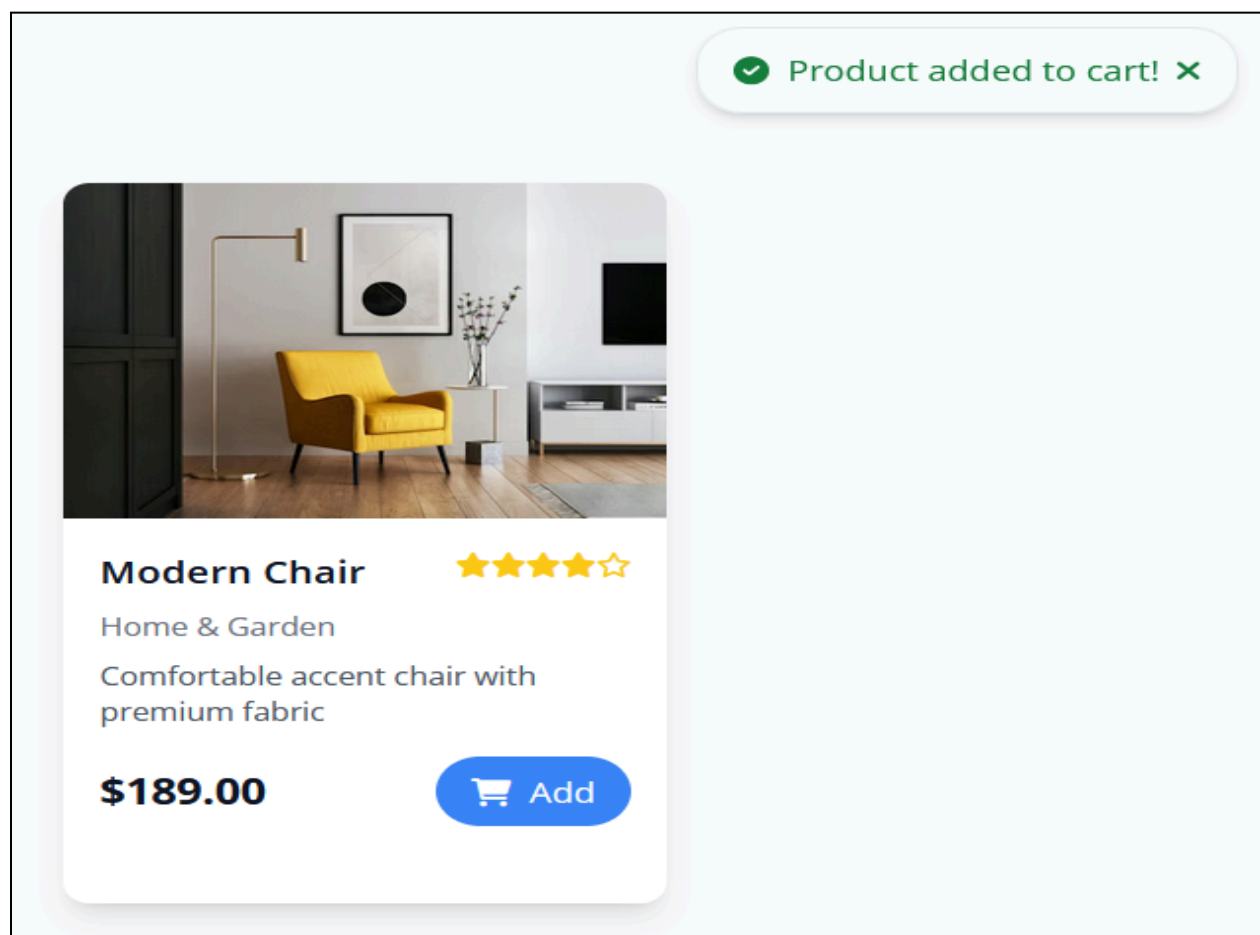 Product added to cart!
Modern Chair
Home & Garden
Comfortable accent chair with
premium fabric
$189.00
Add